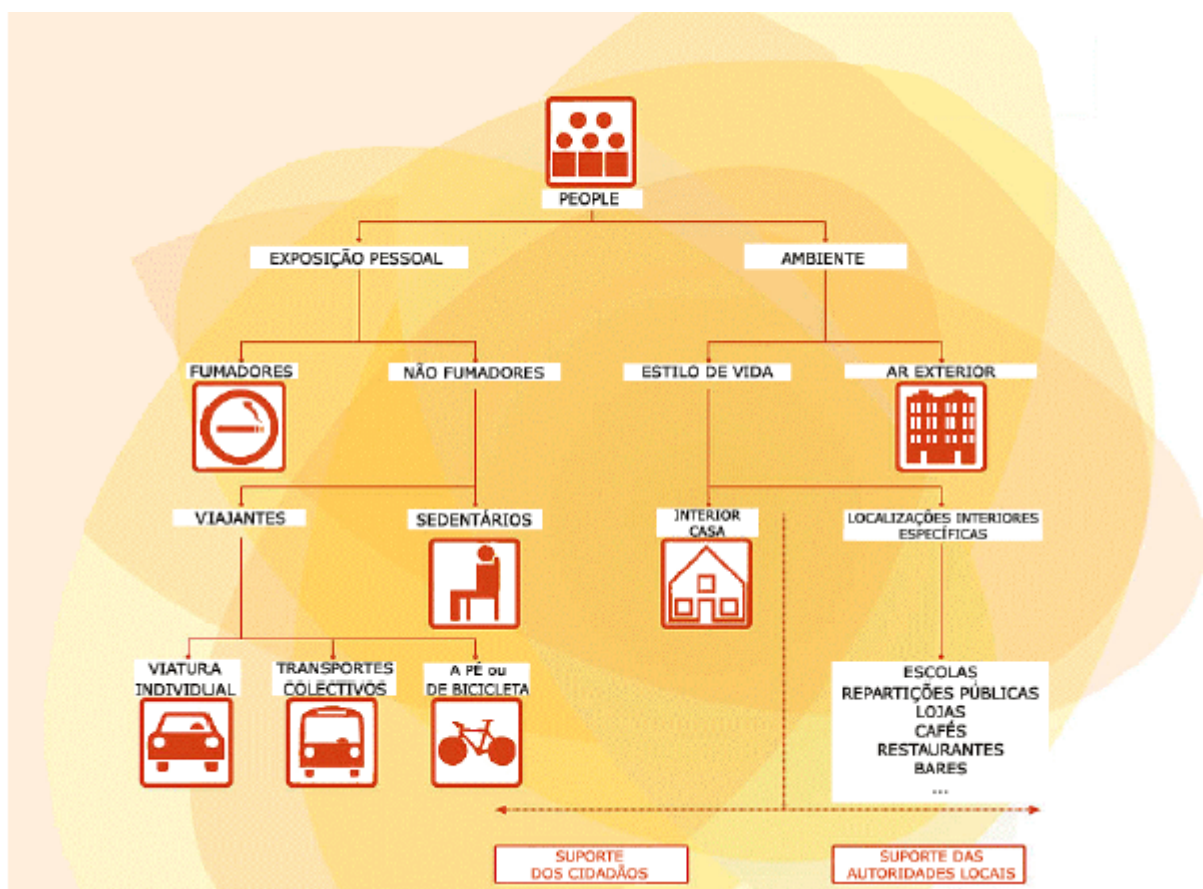 PEOPLE
EXPOSIÇÃO PESSOAL
AMBIENTE
FUMADORES
NÃO FUMADORES
ESTILO DE VIDA
AR EXTERIOR
VIAJANTES
SEDENTÁRIOS
INTERIOR
CASA
LOCALIZAÇÕES INTERIORES
ESPECÍFICAS
VIATURA
INDIVIDUAL
TRANSPORTES
COLECTIVOS
A PÉ ou
DE BICICLETA
ESCOLAS
REPARTIÇÕES PÚBLICAS
LOJAS
CAFÉS
RESTAURANTES
BARES
...
SUPORTE
DOS CIDADÃOS
SUPORTE DAS
AUTORIDADES LOCAIS